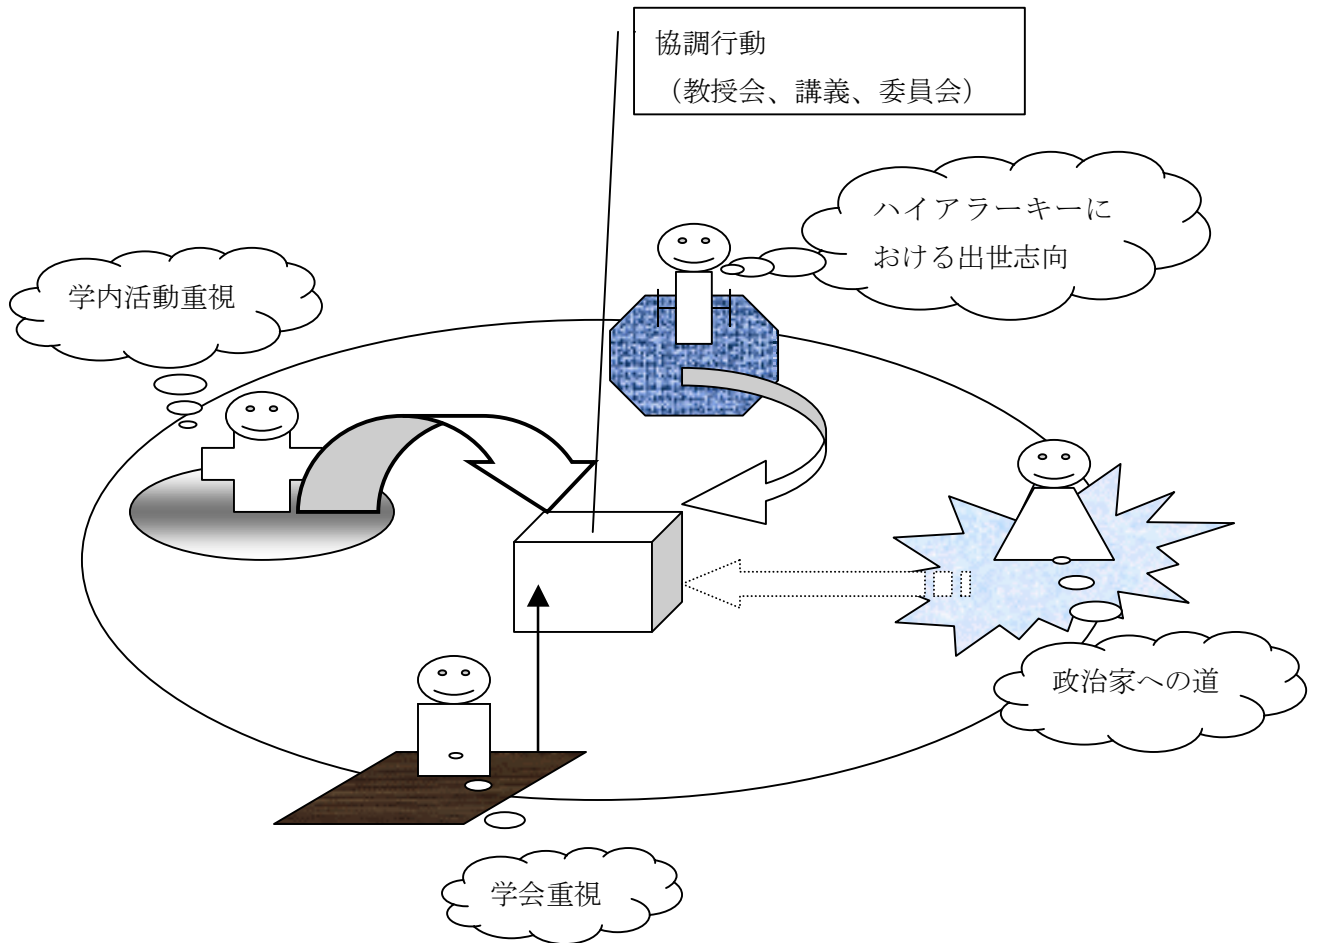 協調行動
（教授会、講義、委員会）
ハイアラーキーに
おける出世志向
学内活動重視
政治家への道
学会重視